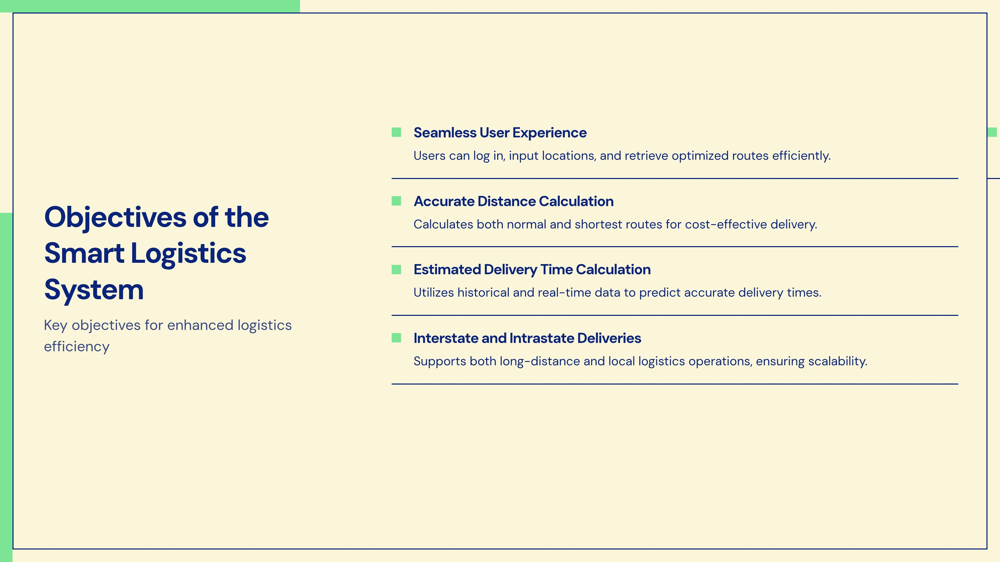 Objectives of the
Smart Logistics
System
Key objectives for enhanced logistics
efficiency
Seamless User Experience
Users can log in, input locations, and retrieve optimized routes efficiently.
Accurate Distance Calculation
Calculates both normal and shortest routes for cost-effective delivery.
Estimated Delivery Time Calculation
Utilizes historical and real-time data to predict accurate delivery times.
Interstate and Intrastate Deliveries
Supports both long-distance and local logistics operations, ensuring scalability.